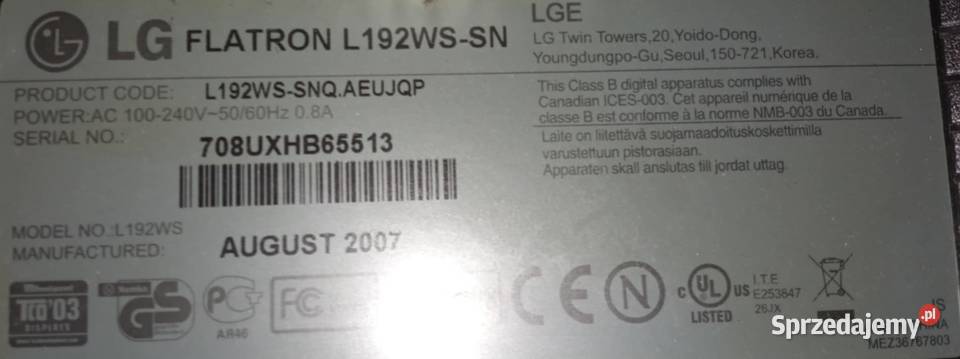 LG FLATRON L192WS-SN
PRODUCT CODE: L192WS-SNQ.AEUJQP
POWER:AC 100-240V~50/60Hz 0.8A
SERIAL NO.:
708UXHB65513
MODEL NO.:L192WS
MANUFACTURED: AUGUST 2007
LGE
LG Twin Towers,20,Yoido-Dong,
Youngdungpo-Gu,Seoul,150-721,Korea.
This Class B digital apparatus complies with
Canadian ICES-003. Cet appareil numérique de la
classe B est conforme à la norme NMB-003 du Canada.
Laite on liitettävä suojamaadoituskoskettimilla
varustettuun pistorasiaan.
Apparaten skall anslutas till jordat uttag.
TCO'03
DISPLAYS
GS
PG
AR46
FC
CE
N
c UL US
LISTED
I.T.E
E253847
26JX
MEZ36767803
Sprzedajemy.pl